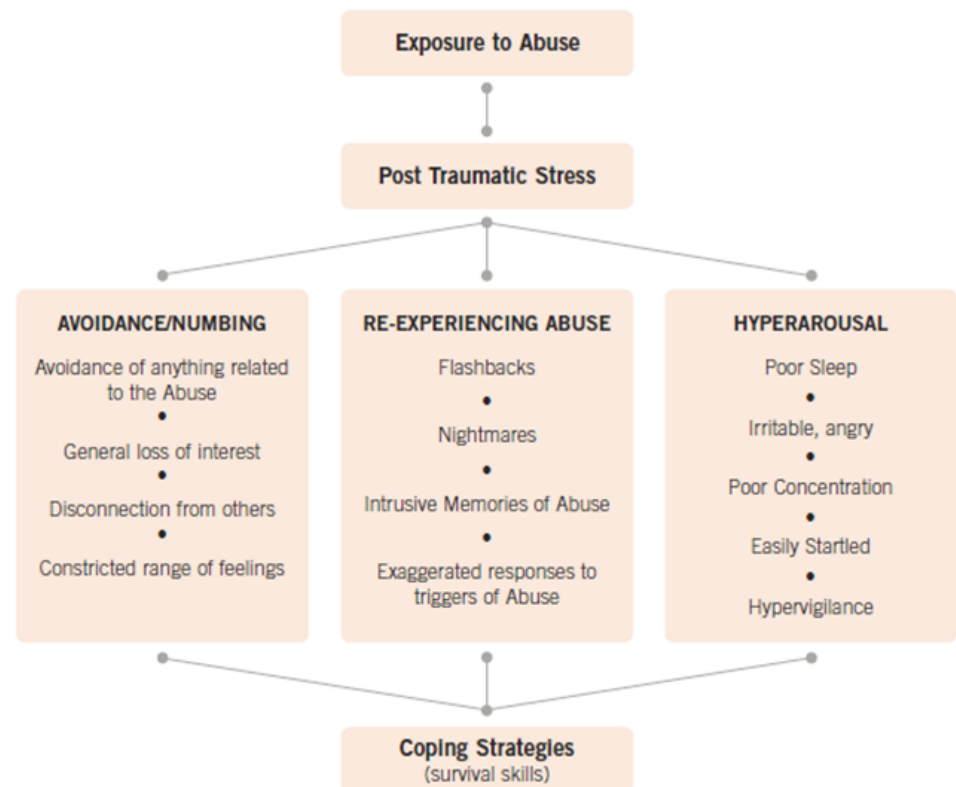 Exposure to Abuse
Post Traumatic Stress
AVOIDANCE/NUMBING
Avoidance of anything related
to the Abuse
•
General loss of interest
•
Disconnection from others
•
Constricted range of feelings
RE-EXPERIENCING ABUSE
Flashbacks
•
Nightmares
•
Intrusive Memories of Abuse
•
Exaggerated responses to
triggers of Abuse
HYPERAROUSAL
Poor Sleep
•
Irritable, angry
•
Poor Concentration
•
Easily Startled
•
Hypervigilance
Coping Strategies
(survival skills)